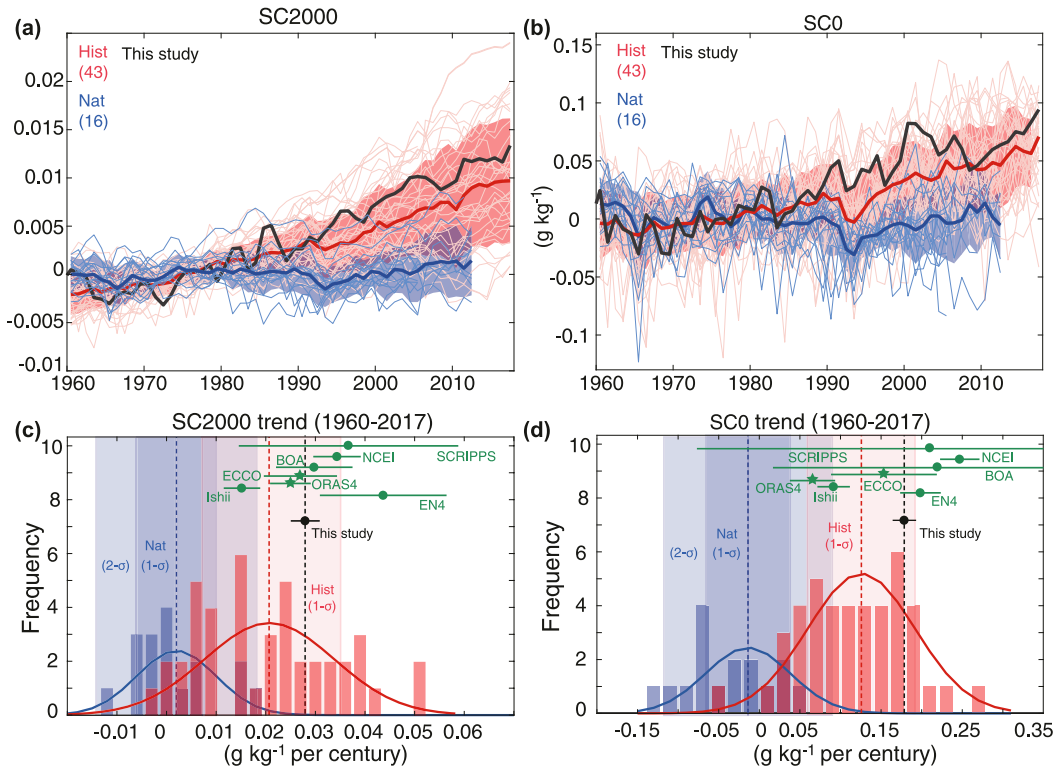 (a)
SC2000
Hist
(43)
This study
Nat
(16)
0.02
0.015
0.01
0.005
0
-0.005
-0.01
1960
1970
1980
1990
2000
2010
(b)
SC0
Hist
(43)
This study
Nat
(16)
(g kg-1)
0.15
0.1
0.05
0
-0.05
-0.1
1960
1970
1980
1990
2000
2010
(c)
SC2000 trend (1960-2017)
Frequency
10
8
6
4
2
0
SCRIPPS
NCEI
BOA
ECCO
ORAS4
Ishii
EN4
This study
(2-σ)
Nat
(1-σ)
Hist
(1-σ)
-0.01
0
0.01
0.02
0.03
0.04
0.05
0.06
(g kg-1 per century)
(d)
SC0 trend (1960-2017)
Frequency
10
8
6
4
2
0
SCRIPPS
NCEI
BOA
ECCO
ORAS4
Ishii
EN4
This study
(2-σ)
Nat
(1-σ)
Hist
(1-σ)
-0.15
-0.05
0
0.05
0.15
0.25
0.35
(g kg-1 per century)